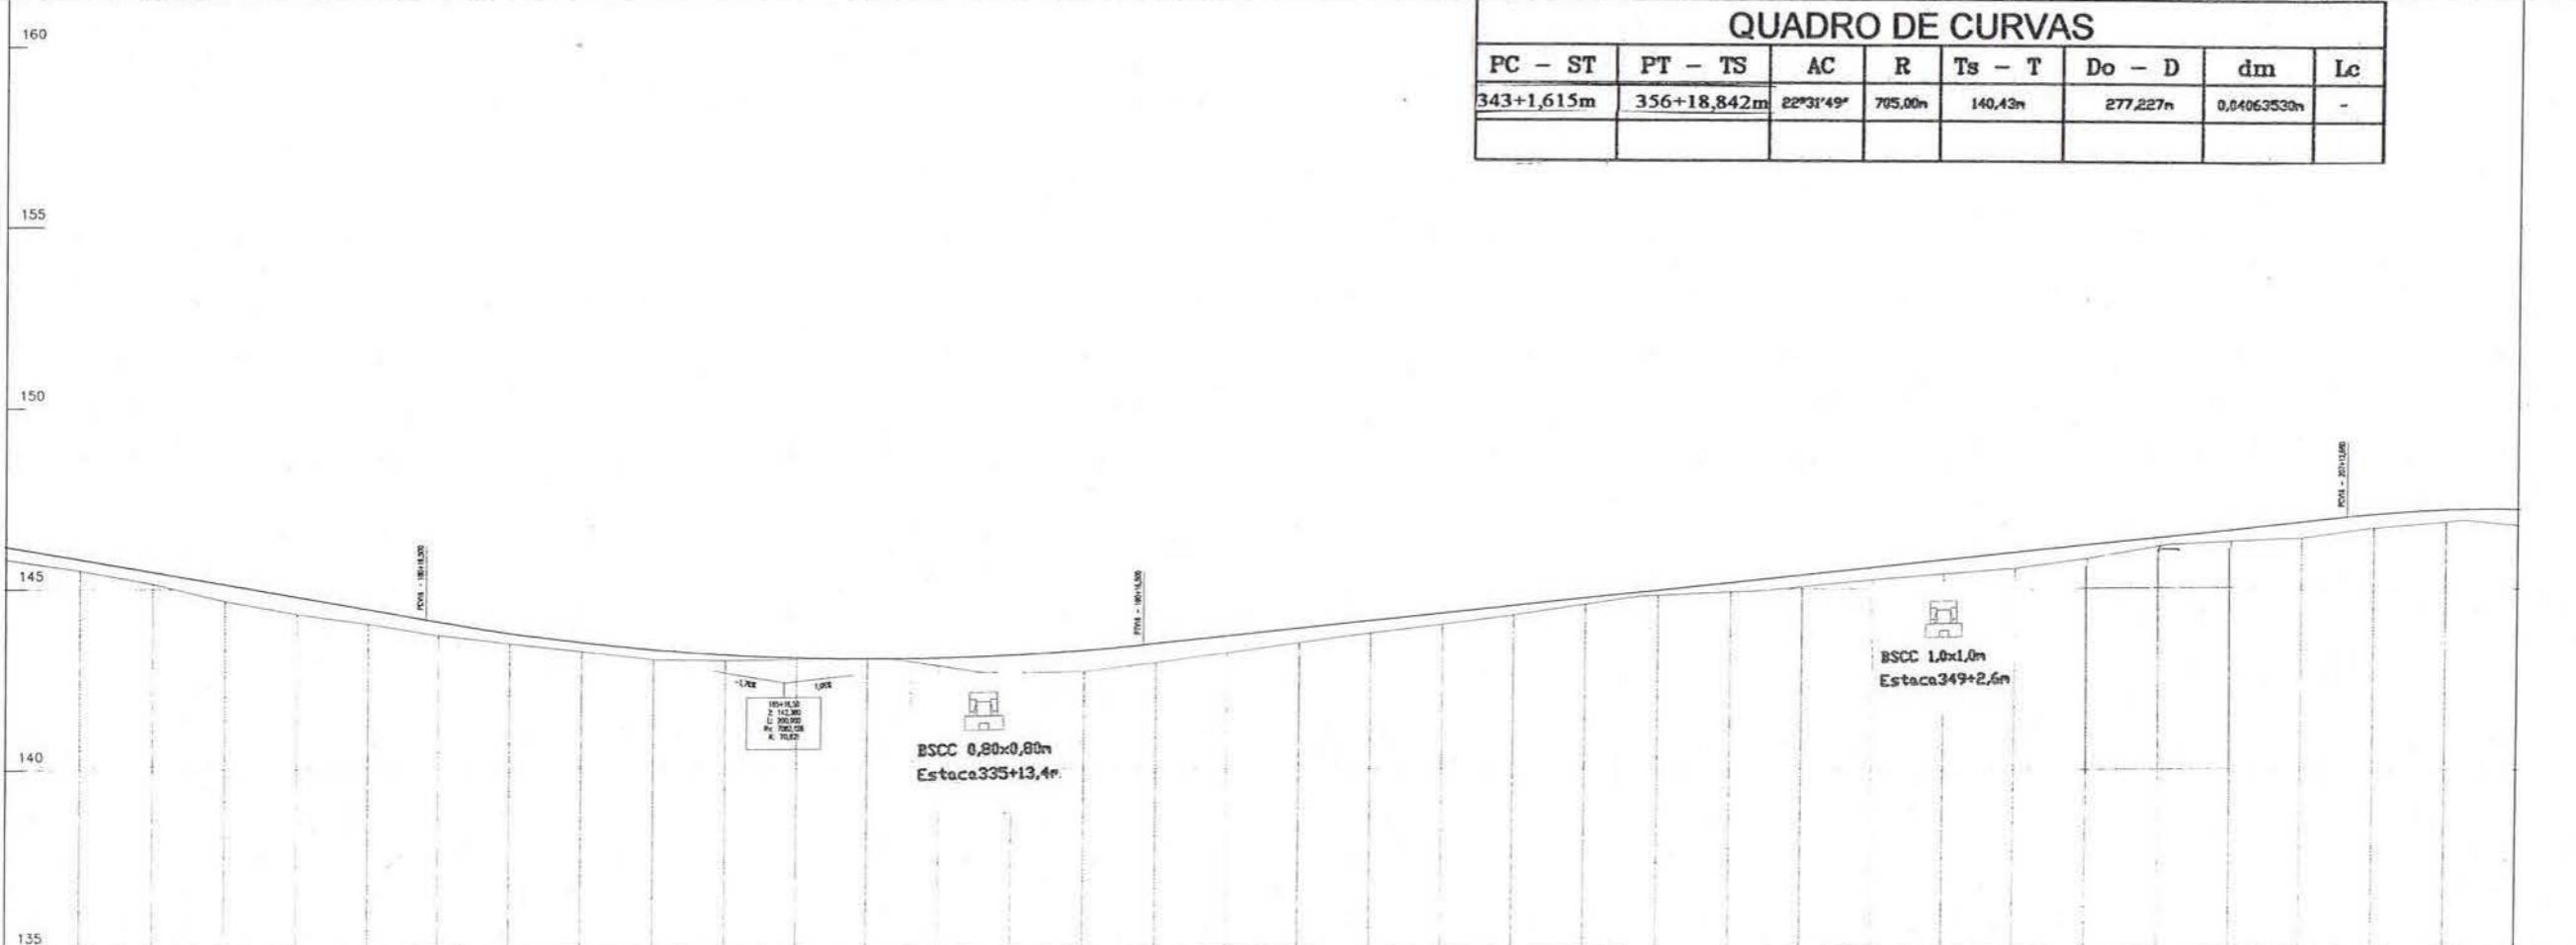 QUADRO DE CURVAS
PC - ST PT - TS AC R Ts - T Do - D dm Lc
343+1,615m 356+18,842m 22°31'49" 705,00m 140,43m 277,227m 0,04063530m -
160
155
150
145
140
135
-1,76%
BSCC 0,80x0,80m
Estaca335+13,4m
BSCC 1,0x1,0m
Estaca349+2,6m